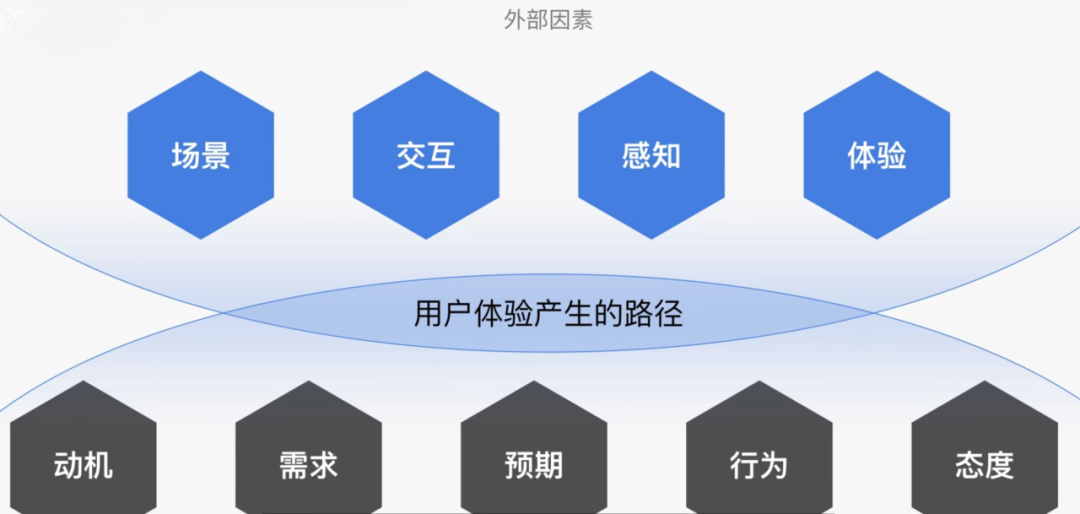 外部因素
场景
交互
感知
体验
用户体验产生的路径
动机
需求
预期
行为
态度